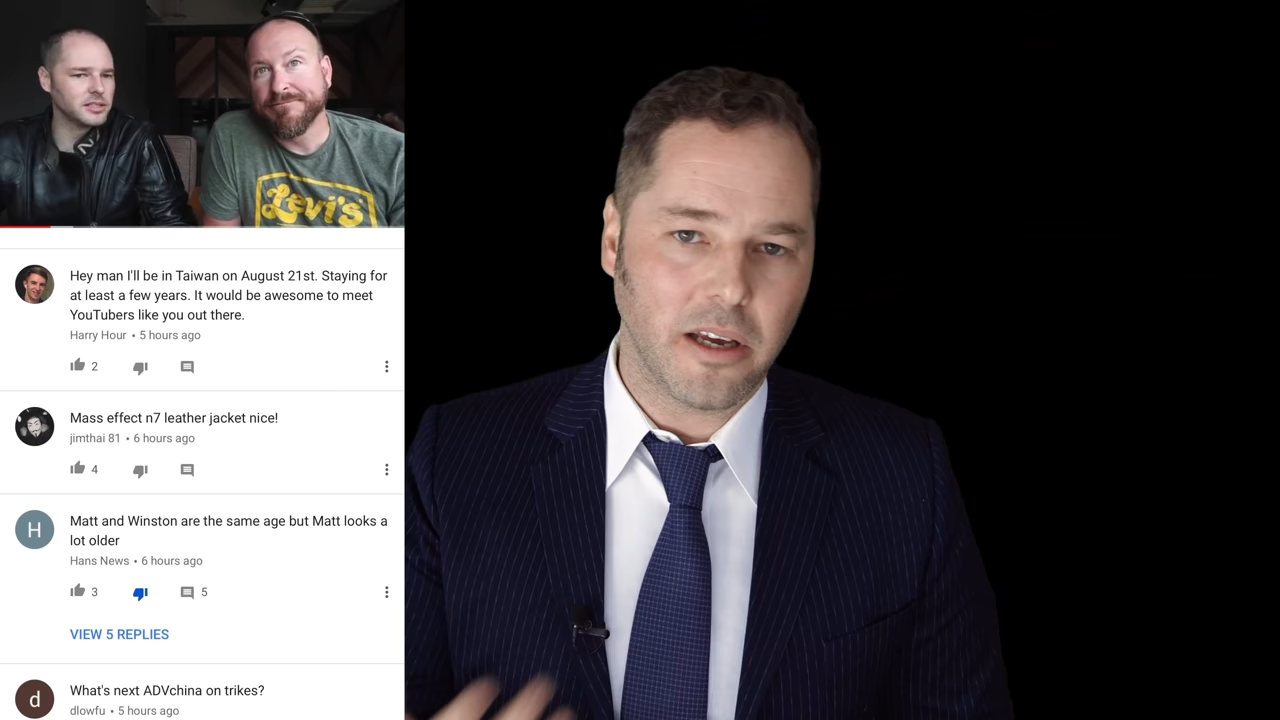 Levi's
Hey man I'll be in Taiwan on August 21st. Staying for
at least a few years. It would be awesome to meet
YouTubers like you out there.
Harry Hour • 5 hours ago
2
Mass effect n7 leather jacket nice!
jimthai 81 • 6 hours ago
4
H
Matt and Winston are the same age but Matt looks a
lot older
Hans News • 6 hours ago
3 5
VIEW 5 REPLIES
d
What's next ADVchina on trikes?
dlowfu • 5 hours ago